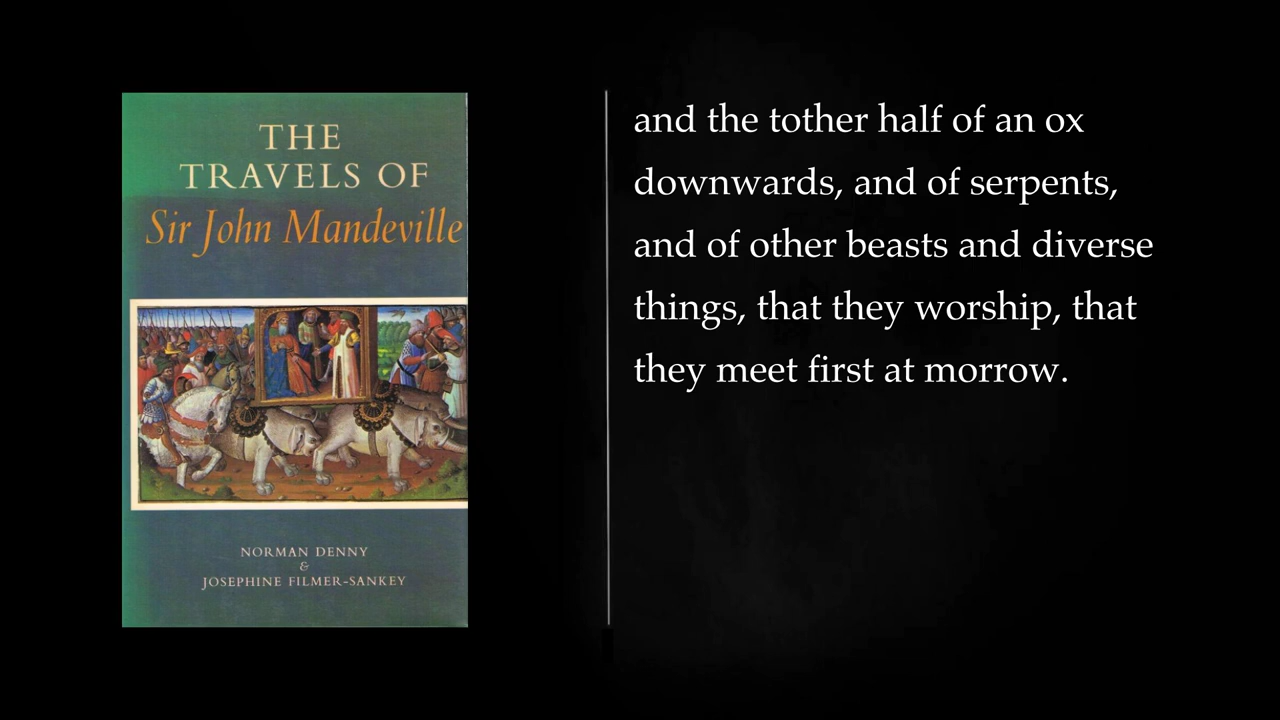 THE
TRAVELS OF
Sir John Mandeville
NORMAN DENNY
&
JOSEPHINE FILMER-SANKEY
and the tother half of an ox
downwards, and of serpents,
and of other beasts and diverse
things, that they worship, that
they meet first at morrow.